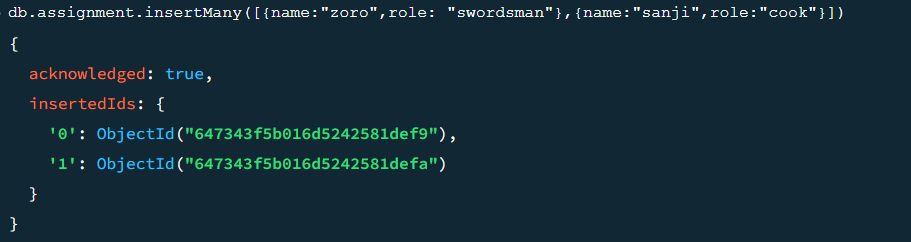 db.assignment.insertMany([{name:"zoro",role: "swordsman"},{name:"sanji",role:"cook"}])
{
acknowledged: true,
insertedIds: {
'0': ObjectId("647343f5b016d5242581def9"),
'1': ObjectId("647343f5b016d5242581defa")
}
}